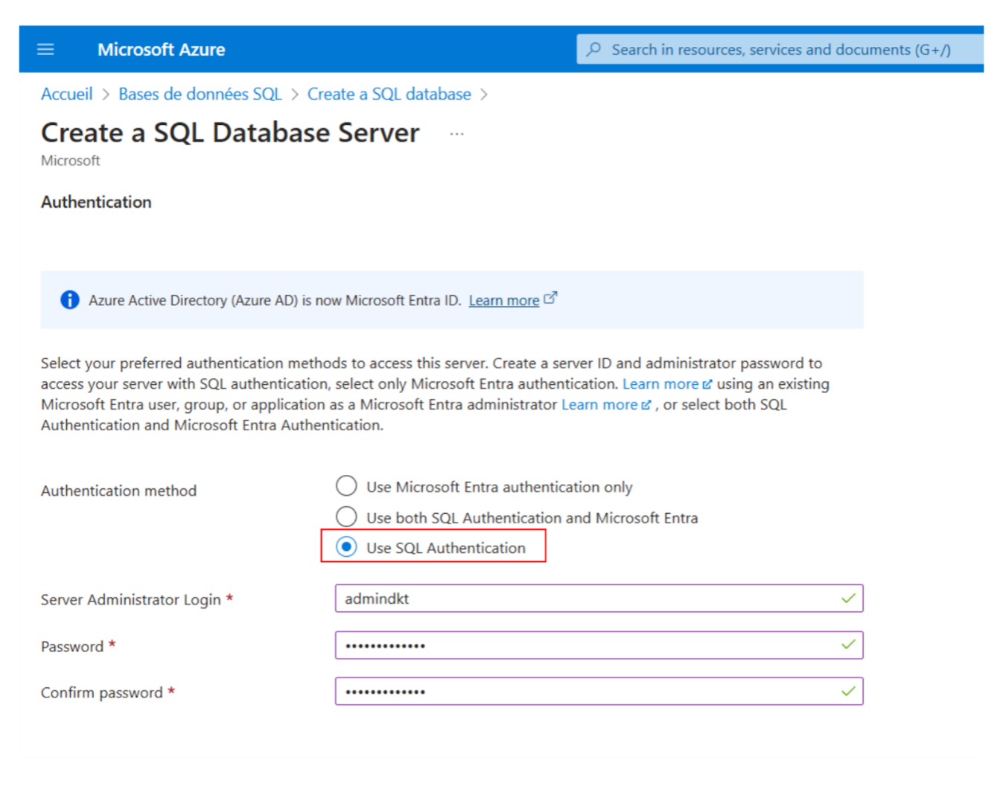 Microsoft Azure
Search in resources, services and documents (G+/)
Accueil > Bases de données SQL > Create a SQL database >
Create a SQL Database Server ...
Microsoft
Authentication
Azure Active Directory (Azure AD) is now Microsoft Entra ID. Learn more
Select your preferred authentication methods to access this server. Create a server ID and administrator password to
access your server with SQL authentication, select only Microsoft Entra authentication. Learn more using an existing
Microsoft Entra user, group, or application as a Microsoft Entra administrator Learn more , or select both SQL
Authentication and Microsoft Entra Authentication.
Authentication method
Use Microsoft Entra authentication only
Use both SQL Authentication and Microsoft Entra
Use SQL Authentication
Server Administrator Login *
admindkt
Password *
•••••••••••••
Confirm password *
•••••••••••••